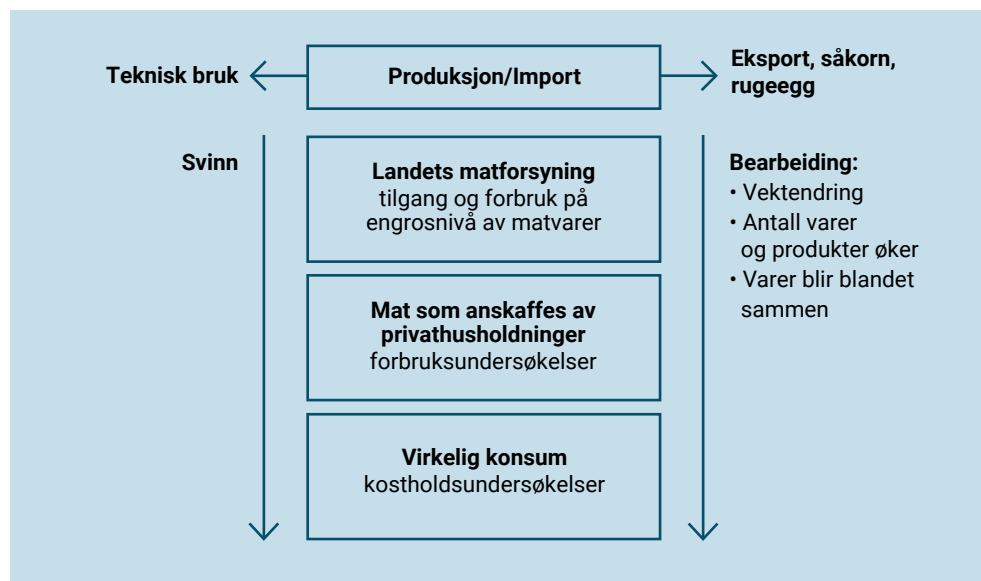 Teknisk bruk
Produksjon/Import
Eksport, såkorn,
rugeegg
Svinn
Landets matforsyning
tilgang og forbruk på
engrosnivå av matvarer
Bearbeiding:
• Vektendring
• Antall varer
og produkter øker
• Varer blir blandet
sammen
Mat som anskaffes av
privathusholdninger
forbruksundersøkelser
Virkelig konsum
kostholdsundersøkelser